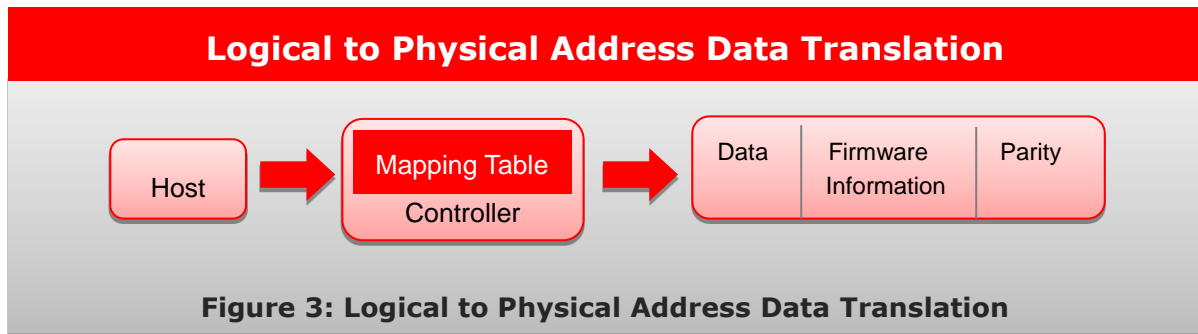 Logical to Physical Address Data Translation
Host
Mapping Table
Controller
Data
Firmware
Information
Parity
Figure 3: Logical to Physical Address Data Translation